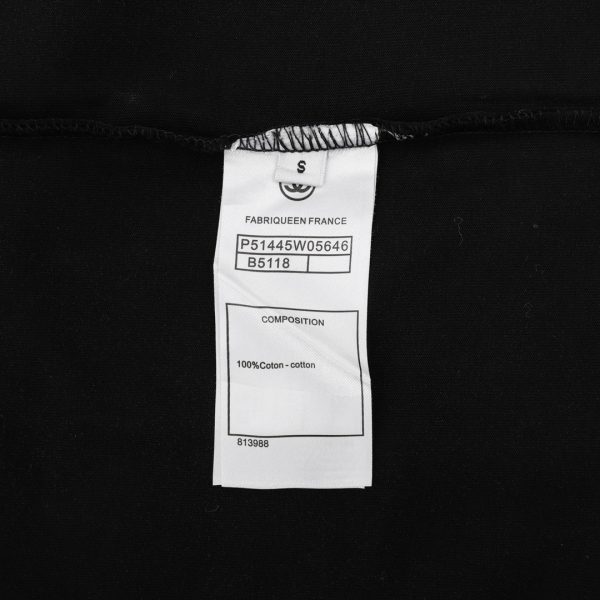 S
FABRIQUEEN FRANCE
P51445W05646
B5118
COMPOSITION
100%Coton - cotton
813988